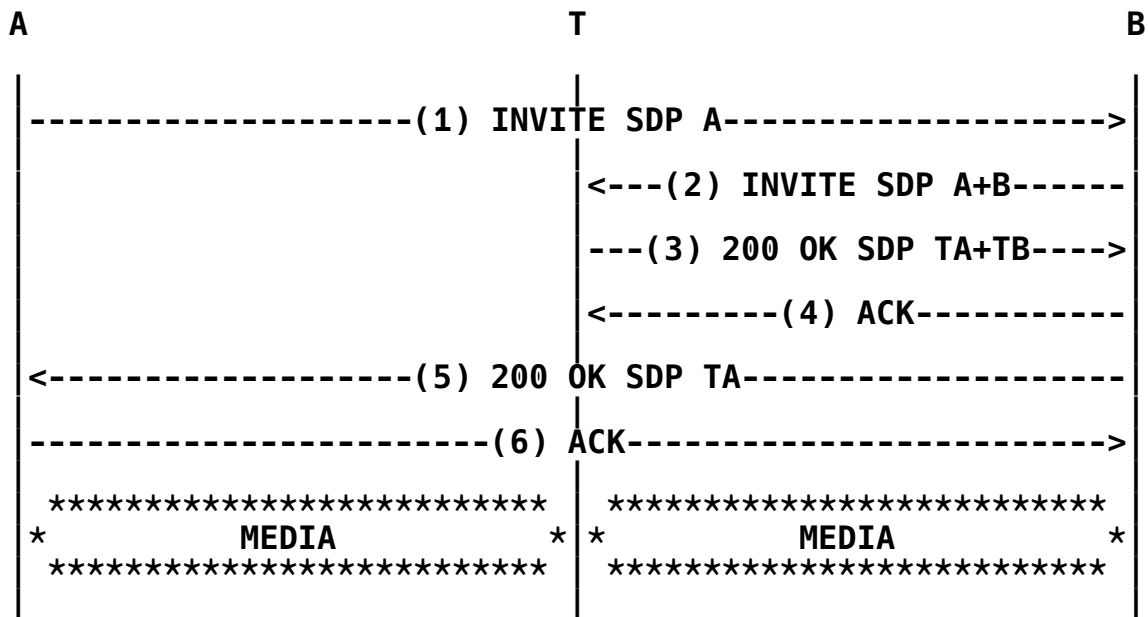 A T B
|--------------------(1) INVITE SDP A-------------------->|
|<---(2) INVITE SDP A+B------|
|---(3) 200 OK SDP TA+TB---->|
|<---------(4) ACK-----------|
|<-------------------(5) 200 OK SDP TA--------------------|
|------------------------(6) ACK------------------------->|
************************** **************************
* MEDIA * * MEDIA *
************************** **************************